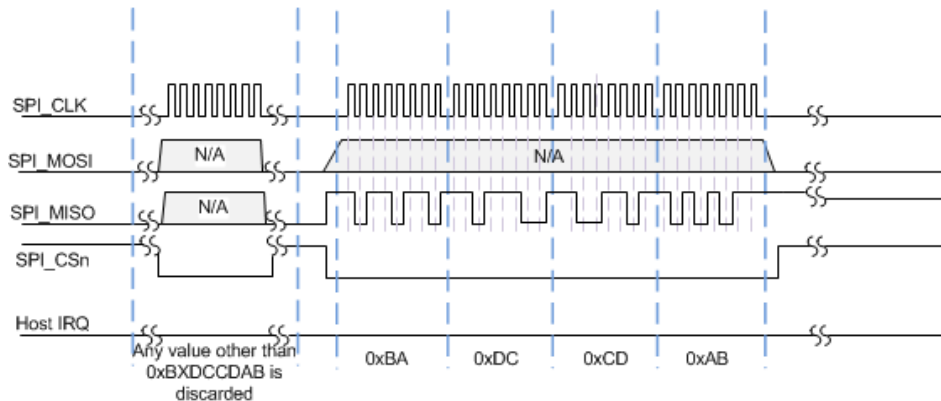 SPI_CLK
N/A
SPI_MOSI
N/A
N/A
SPI_MISO
SPI_CSn
Host IRQ
Any value other than
0xBXDCCDAB is
discarded
0xBA
0xDC
0xCD
0xAB